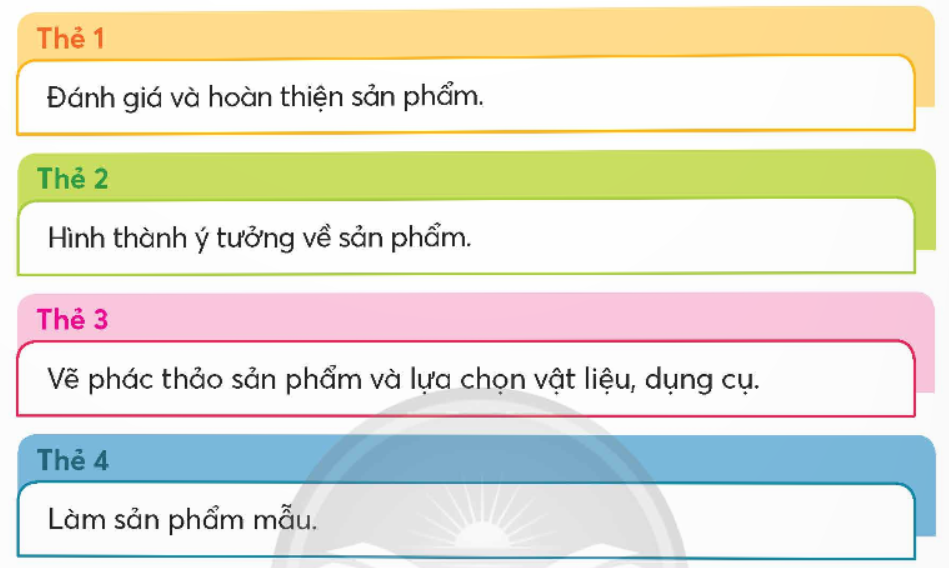 Thẻ 1
Đánh giá và hoàn thiện sản phẩm.
Thẻ 2
Hình thành ý tưởng về sản phẩm.
Thẻ 3
Vẽ phác thảo sản phẩm và lựa chọn vật liệu, dụng cụ.
Thẻ 4
Làm sản phẩm mẫu.